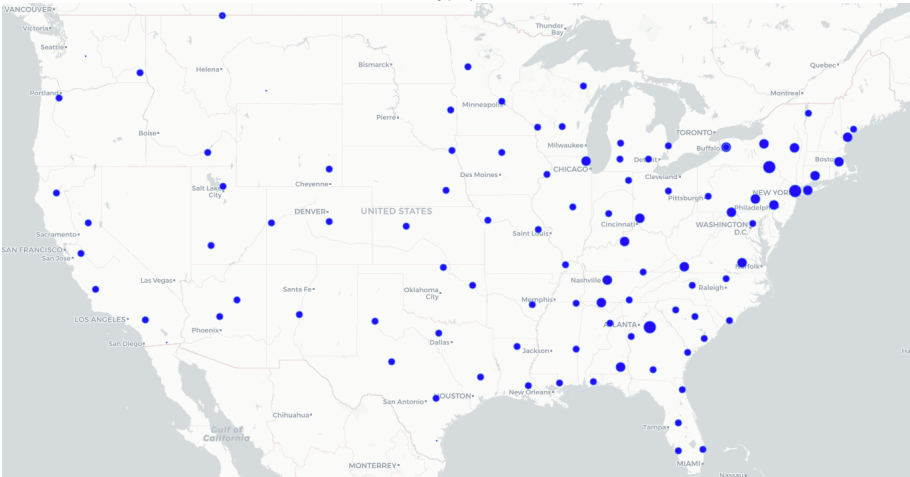 VANCOUVER
Victoria
Seattle
Thunder
Bay
Quebec
Helena
Bismarck
Montreal
Portland
Minneapolis
Pierre
TORONTO
Boise
Buffalo
Milwaukee
Boston
Detroit
CHICAGO
Cleveland
Des Moines
Salt Lake
City
Cheyenne
NEW YORK
Pittsburgh
Philadelphia
DENVER
UNITED STATES
Cincinnati
WASHINGTON
D.C.
Sacramento
Saint Louis
SAN FRANCISCO
San Jose
Norfolk
Las Vegas
Nashville
Raleigh
Santa Fe
Oklahoma
City
Memphis
LOS ANGELES
Phoenix
ATLANTA
San Diego
Dallas
Jackson
New Orleans
HOUSTON
San Antonio
Chihuahua
Tampa
Gulf of
California
MONTERREY
MIAMI
Nassau